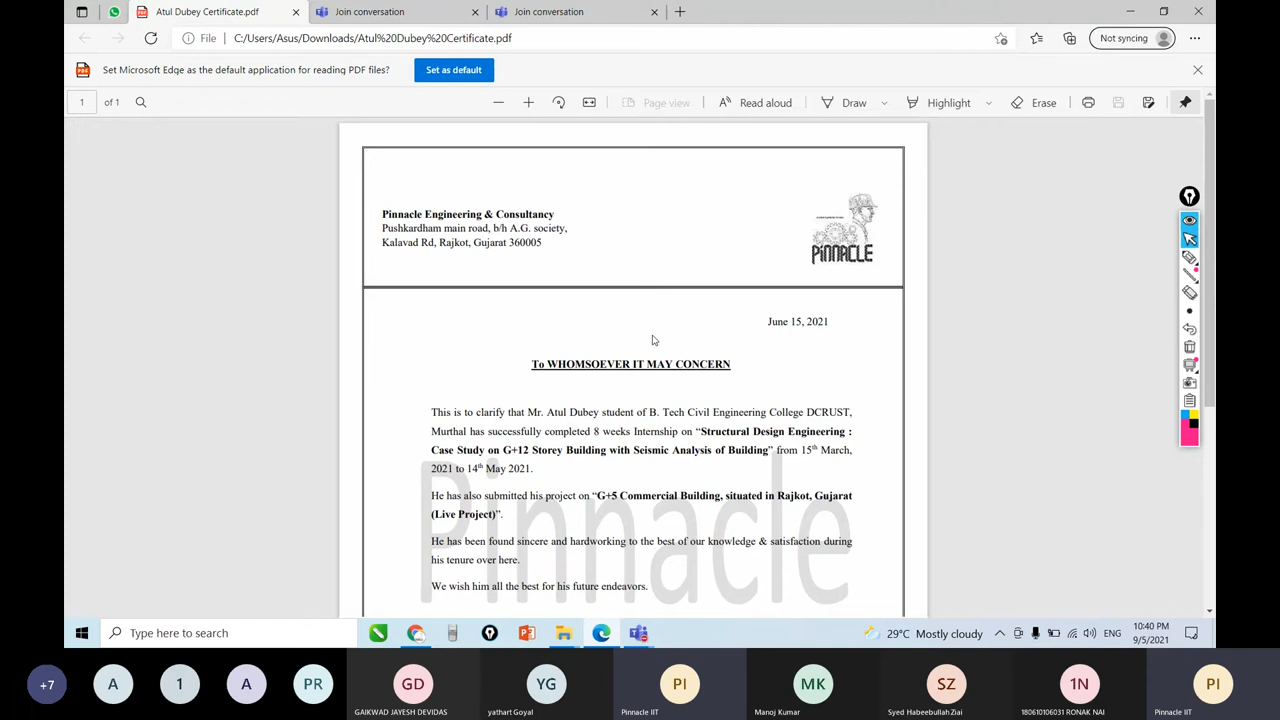 Atul Dubey Certificate.pdf
Join conversation
Join conversation
File
C:/Users/Asus/Downloads/Atul%20Dubey%20Certificate.pdf
Not syncing
Set Microsoft Edge as the default application for reading PDF files?
Set as default
1 of 1
Page view
Read aloud
Draw
Highlight
Erase
Pinnacle Engineering & Consultancy
Pushkardham main road, b/h A.G. society,
Kalavad Rd, Rajkot, Gujarat 360005
PINNACLE
June 15, 2021
To WHOMSOEVER IT MAY CONCERN
This is to clarify that Mr. Atul Dubey student of B. Tech Civil Engineering College DCRUST,
Murthal has successfully completed 8 weeks Internship on “Structural Design Engineering :
Case Study on G+12 Storey Building with Seismic Analysis of Building” from 15th March,
2021 to 14th May 2021.
He has also submitted his project on “G+5 Commercial Building, situated in Rajkot, Gujarat
(Live Project)”.
He has been found sincere and hardworking to the best of our knowledge & satisfaction during
his tenure over here.
We wish him all the best for his future endeavors.
Pinnacle
Type here to search
29°C Mostly cloudy
ENG
10:40 PM
9/5/2021
+7
A
1
A
PR
GD
YG
PI
MK
SZ
1N
PI
GAIKWAD JAYESH DEVIDAS
yathart Goyal
Pinnacle IIT
Manoj Kumar
Syed Habeebullah Ziai
180610106031 RONAK NAI
Pinnacle IIT